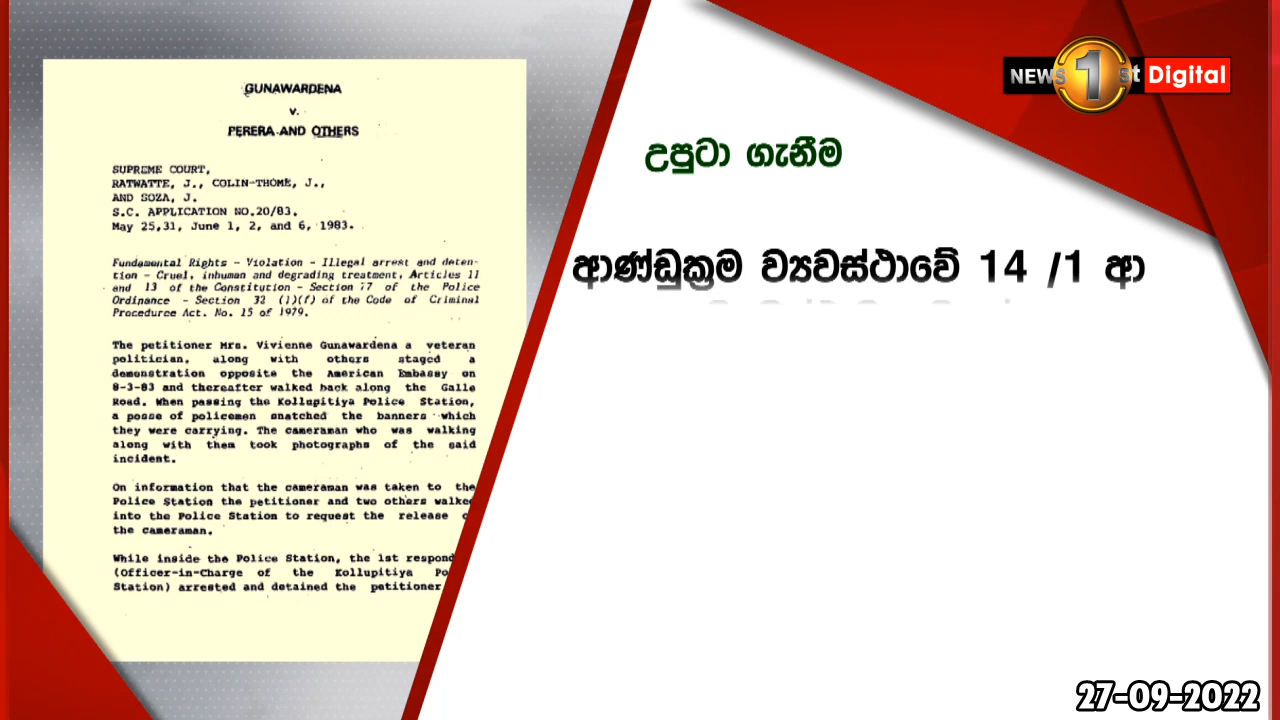 GUNAWARDENA
v.
PERERA AND OTHERS
SUPREME COURT,
RATWATTE, J., COLIN-THOME, J.,
AND SOZA, J.
S.C. APPLICATION NO.20/83.
May 25,31, June 1, 2, and 6, 1983.
Fundamental Rights - Violation - Illegal arrest and deten-
tion - Cruel, inhuman and degrading treatment, Articles 11
and 13 of the Constitution - Section 77 of the Police
Ordinance - Section 32 (1)(f) of the Code of Criminal
Procedurce Act. No. 15 of 1979.
The petitioner Mrs. Vivienne Gunawardena a veteran
politician, along with others staged a
demonstration opposite the American Embassy on
8-3-83 and thereafter walked back along the Galle
Road. When passing the Kollupitiya Police Station,
a posse of policemen snatched the banners which
they were carrying. The cameraman who was walking
along with them took photographs of the said
incident.
On information that the cameraman was taken to the
Police Station the petitioner and two others walked
into the Police Station to request the release
the cameraman.
While inside the Police Station, the 1st respond
(Officer-in-Charge of the Kollupitiya Po
Station) arrested and detained the petitioner
NEWS 1st Digital
උපුටා ගැනීම
ආණ්ඩුක්‍රම ව්‍යවස්ථාවේ 14 /1 ආ
27-09-2022